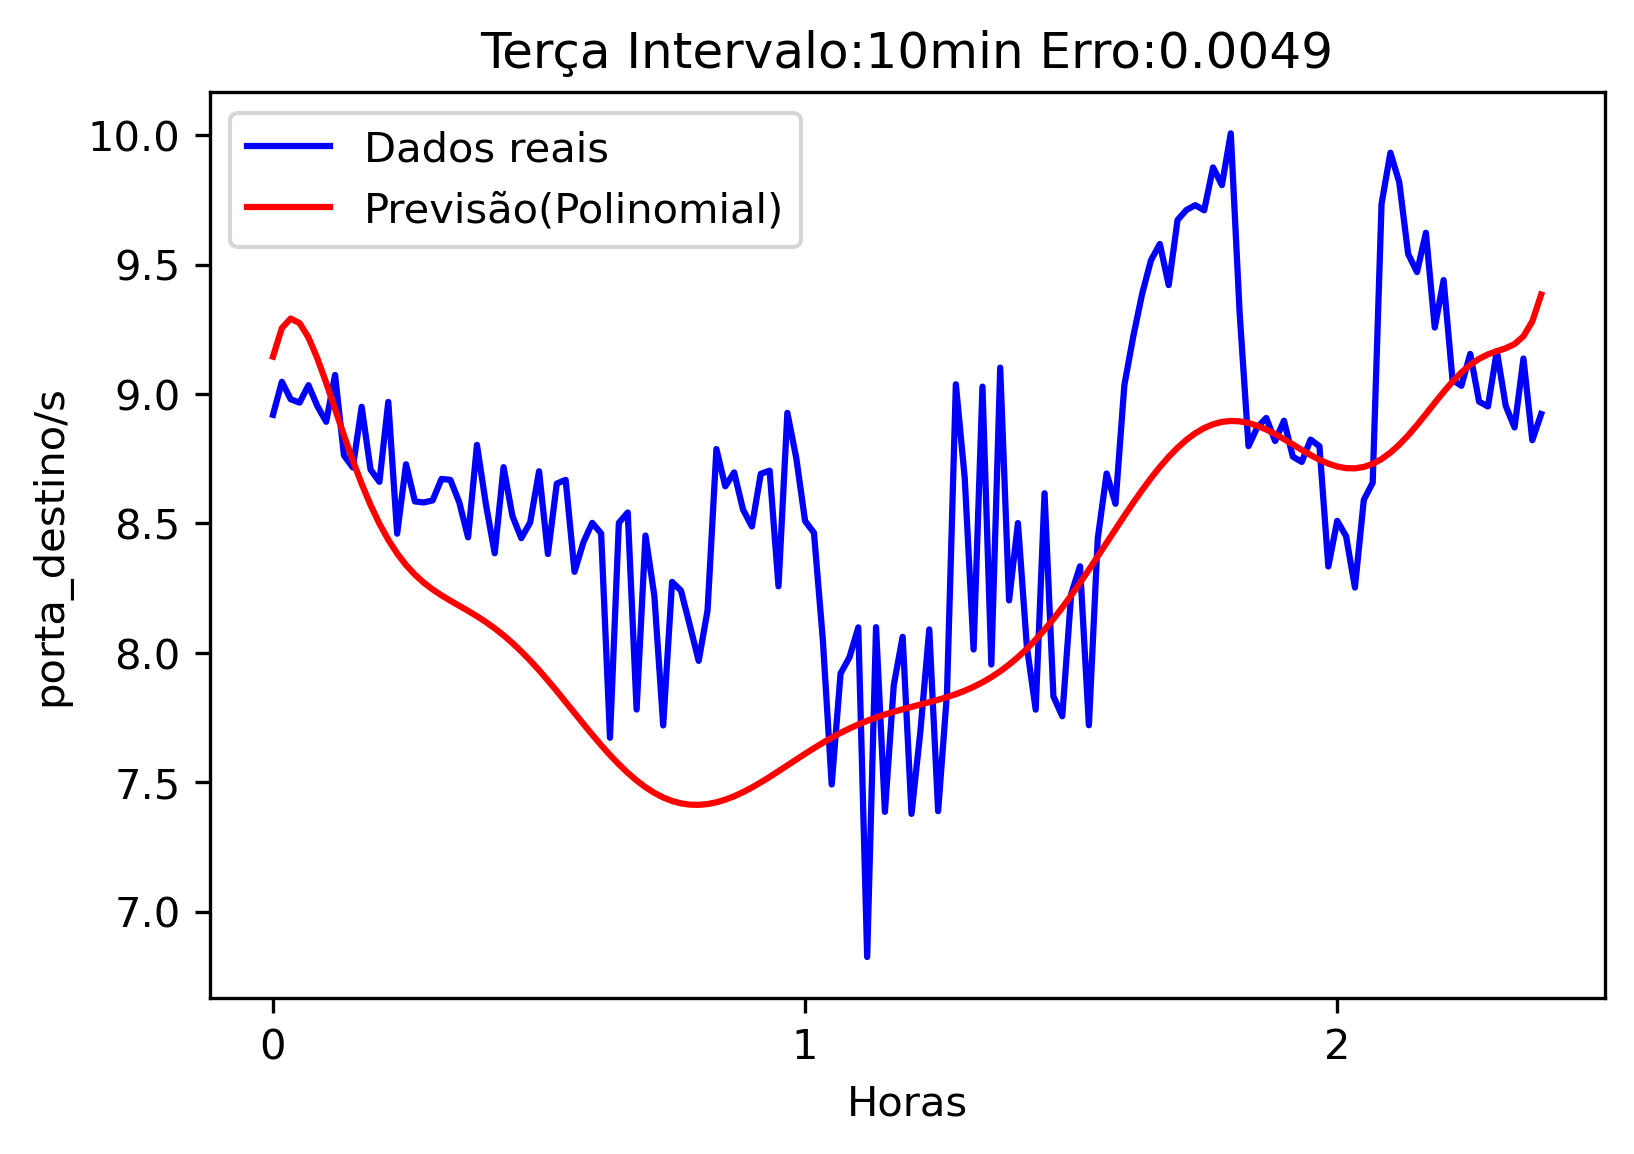 Terça Intervalo:10min Erro:0.0049
Dados reais
Previsão(Polinomial)
10.0
9.5
9.0
8.5
8.0
7.5
7.0
porta_destino/s
0 1 2
Horas